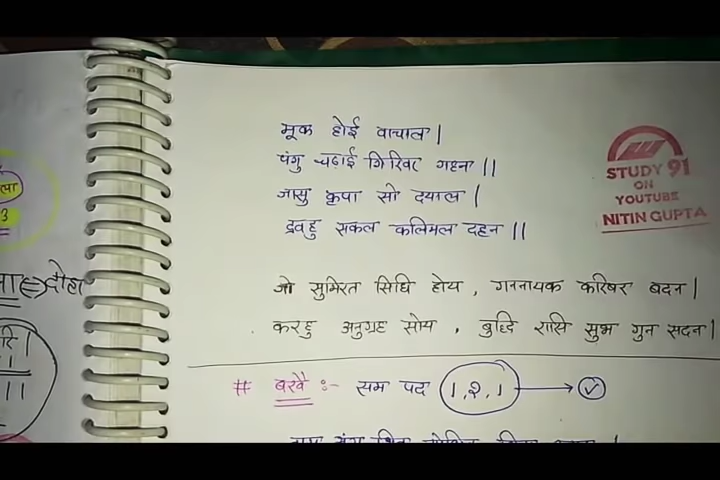 मूक होई वाचाल |
पंगु चढ़ाई गिरिवर गहन ||
जासु कृपा सो दयाल |
द्रवहु सकल कलिमल दहन ||
STUDY 91
ON
YOUTUBE
NITIN GUPTA
जो सुमिरत सिधि होय , गननायक करिवर बदन |
करहु अनुग्रह सोय , बुद्धि रासि सुभ गुन सदन |
# बरवै :- सम पद 1,2,1 → ✓
दोहा